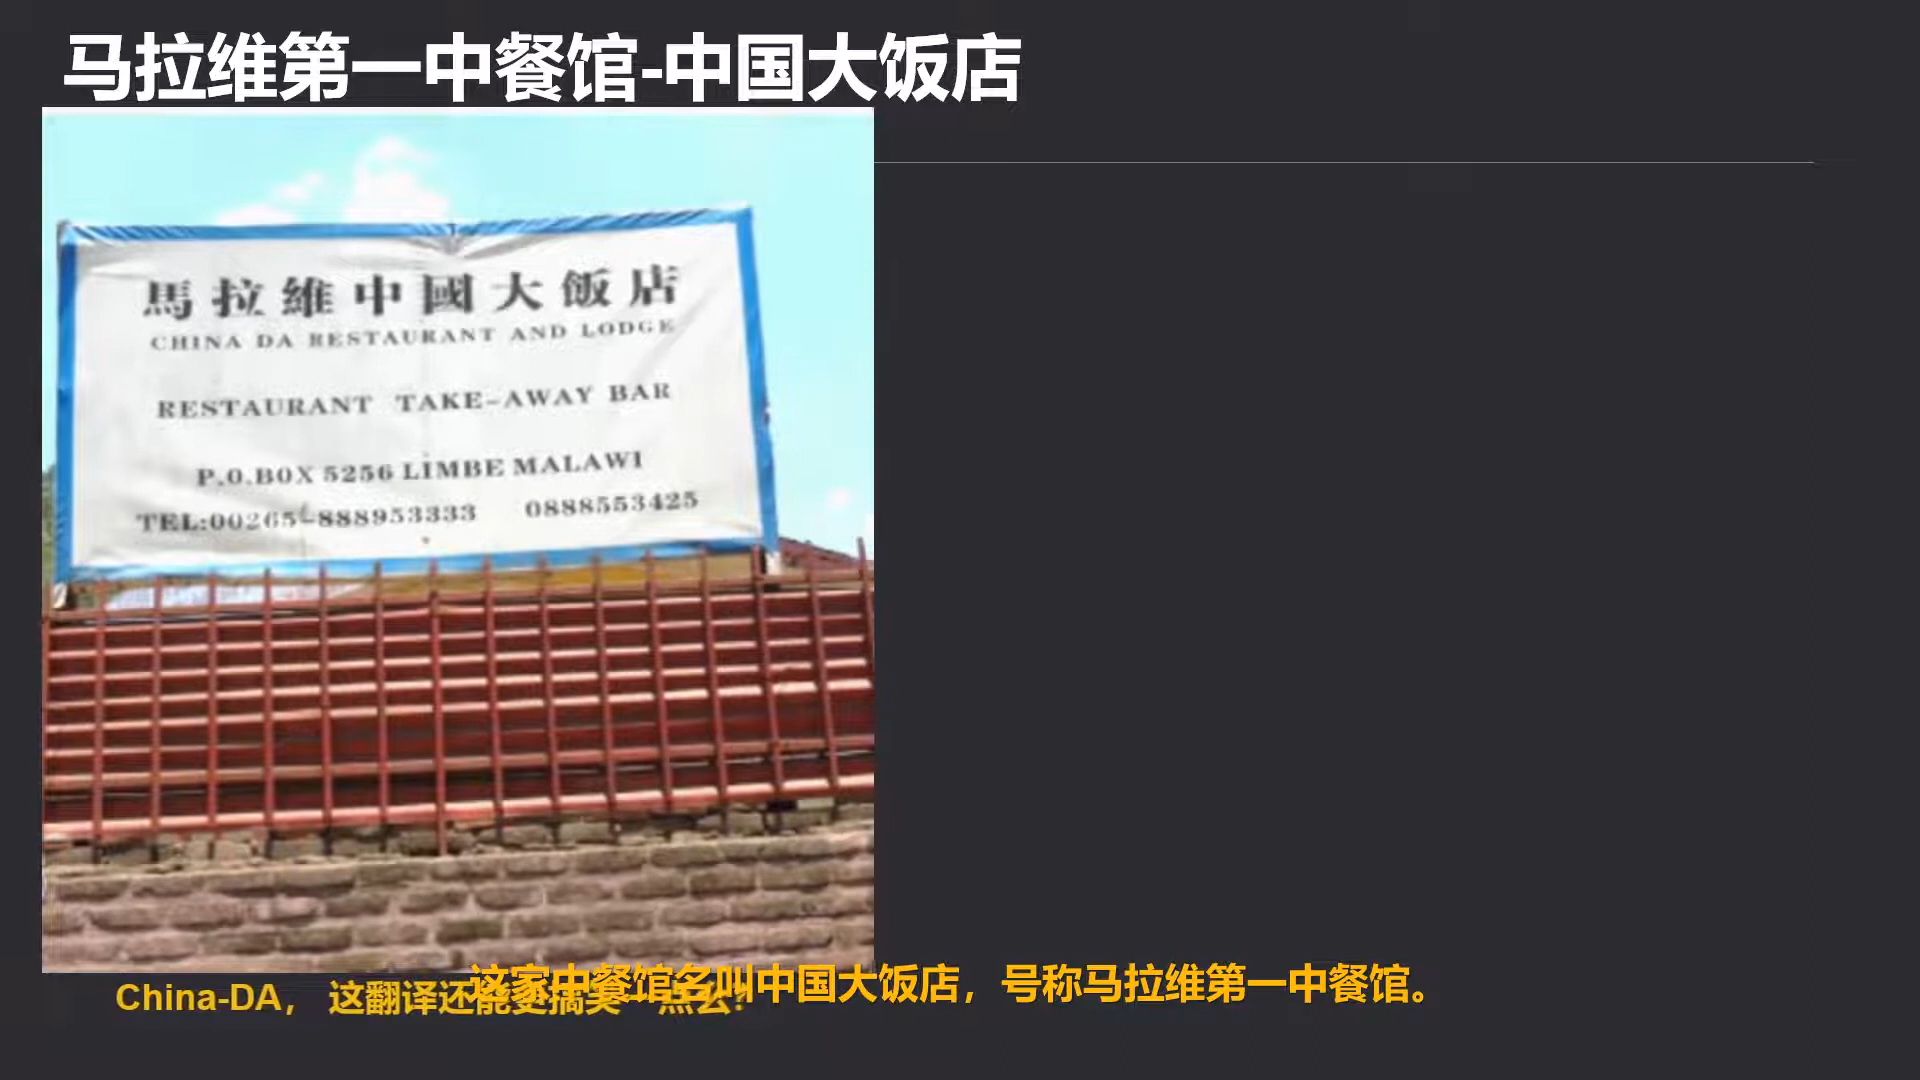 马拉维第一中餐馆-中国大饭店
馬拉維中國大飯店
CHINA DA RESTAURANT AND LODGE
RESTAURANT TAKE-AWAY BAR
P.O.BOX 5256 LIMBE MALAWI
TEL:00265-888953333 0888553425
这家中餐馆名叫中国大饭店，号称马拉维第一中餐馆。
China-DA， 这翻译还能更搞笑一点么？